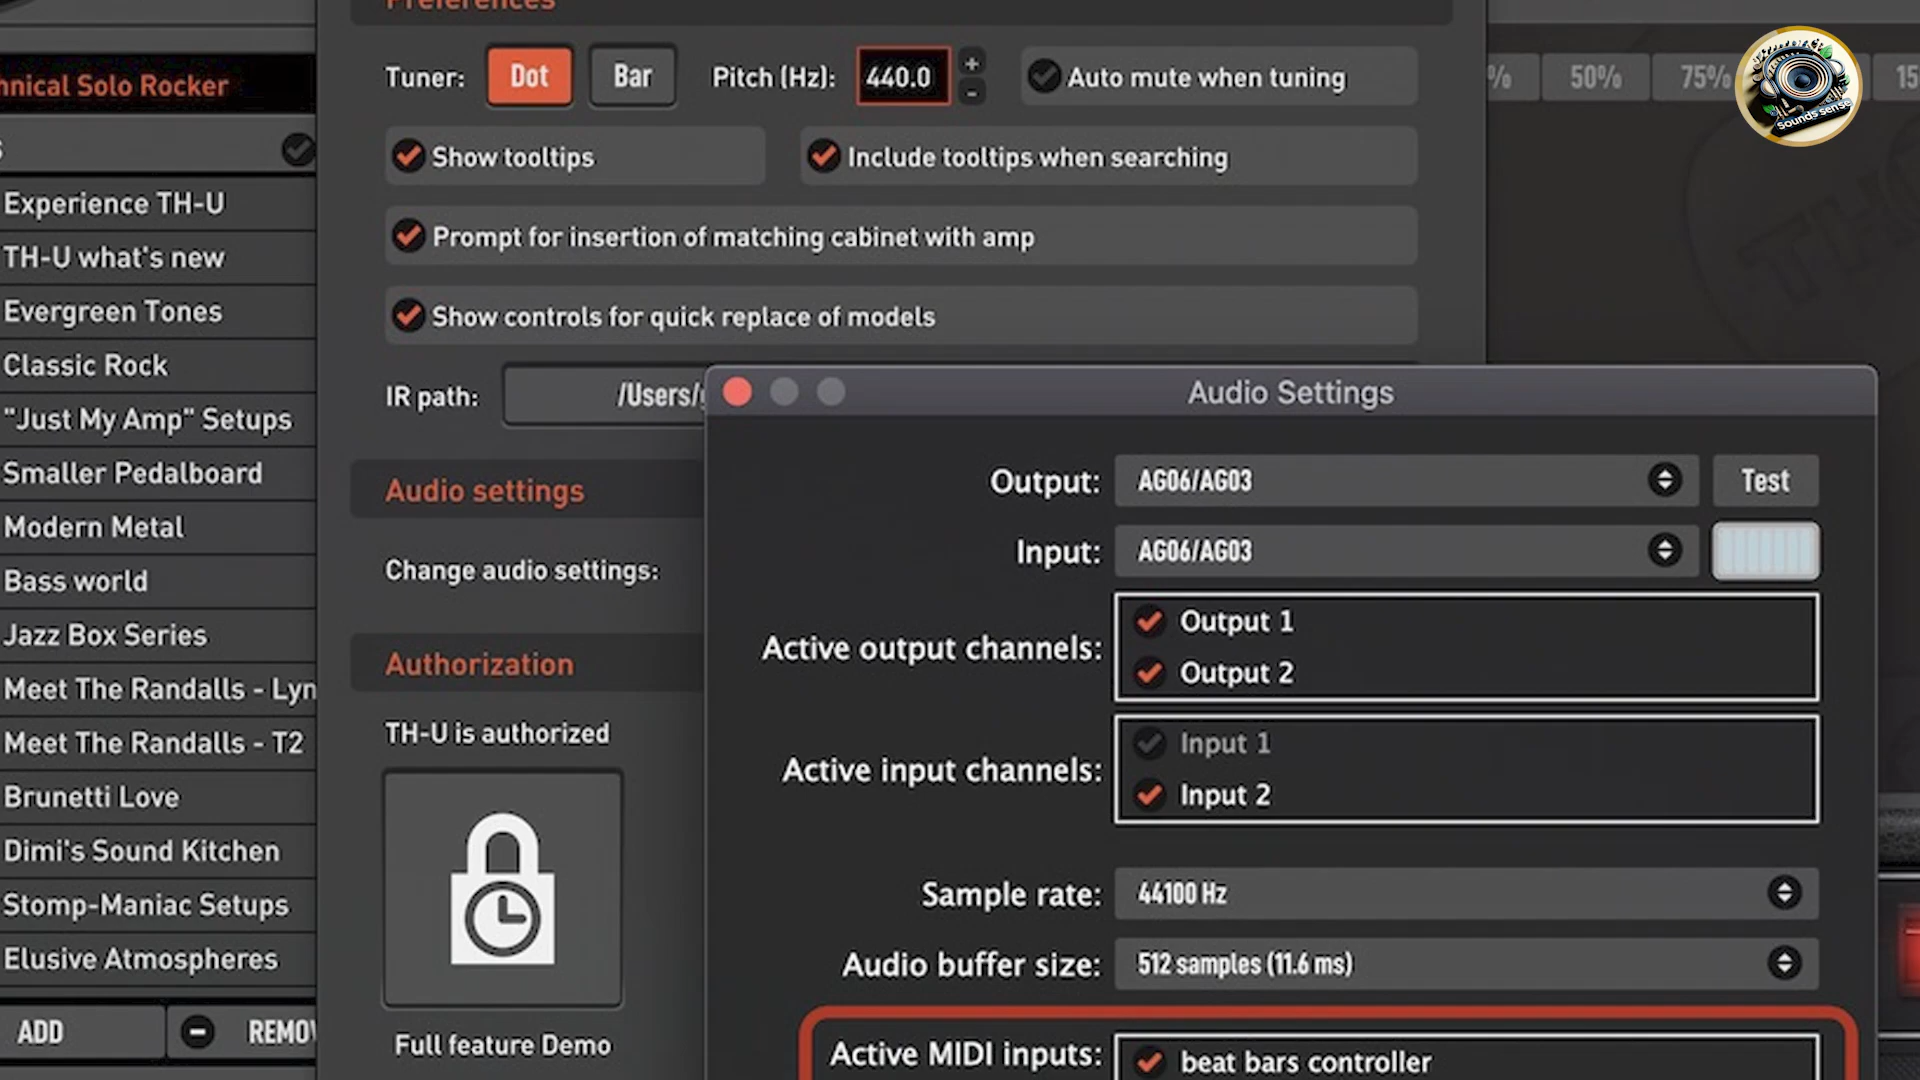 Preferences
hnical Solo Rocker
Tuner: Dot Bar Pitch (Hz): 440.0 + - Auto mute when tuning
% 50% 75% 15
sounds sense
S
Show tooltips Include tooltips when searching
Experience TH-U
Prompt for insertion of matching cabinet with amp
TH-U what's new
Evergreen Tones
Show controls for quick replace of models
Classic Rock
IR path: /Users/g
Audio Settings
"Just My Amp" Setups
Smaller Pedalboard
Audio settings
Output: AG06/AG03 Test
Modern Metal
Input: AG06/AG03
Change audio settings:
Bass world
Output 1
Jazz Box Series
Active output channels:
Output 2
Authorization
Meet The Randalls - Lyn
TH-U is authorized
Meet The Randalls - T2
Input 1
Active input channels:
Input 2
Brunetti Love
Dimi's Sound Kitchen
Sample rate: 44100 Hz
Stomp-Maniac Setups
Elusive Atmospheres
Audio buffer size: 512 samples (11.6 ms)
ADD REMOV
Full feature Demo
Active MIDI inputs: beat bars controller